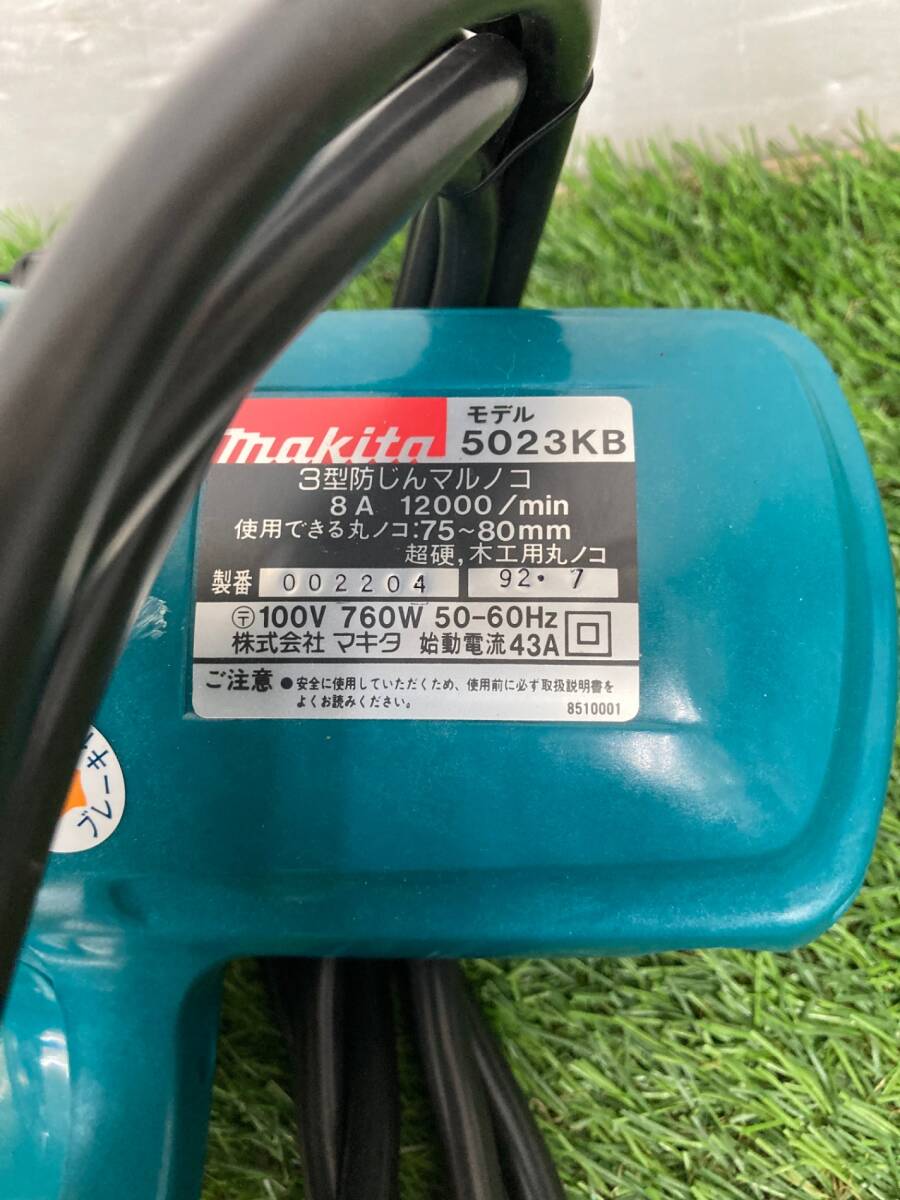 makita
モデル
5023KB
3型防じんマルノコ
8A 12000/min
使用できる丸ノコ:75~80mm
超硬,木工用丸ノコ
製番 002204 92.7
〒100V 760W 50-60Hz
株式会社 マキタ 始動電流43A
ご注意 ●安全に使用していただくため、使用前に必ず取扱説明書を
よくお読みください。
8510001
ブレーキ